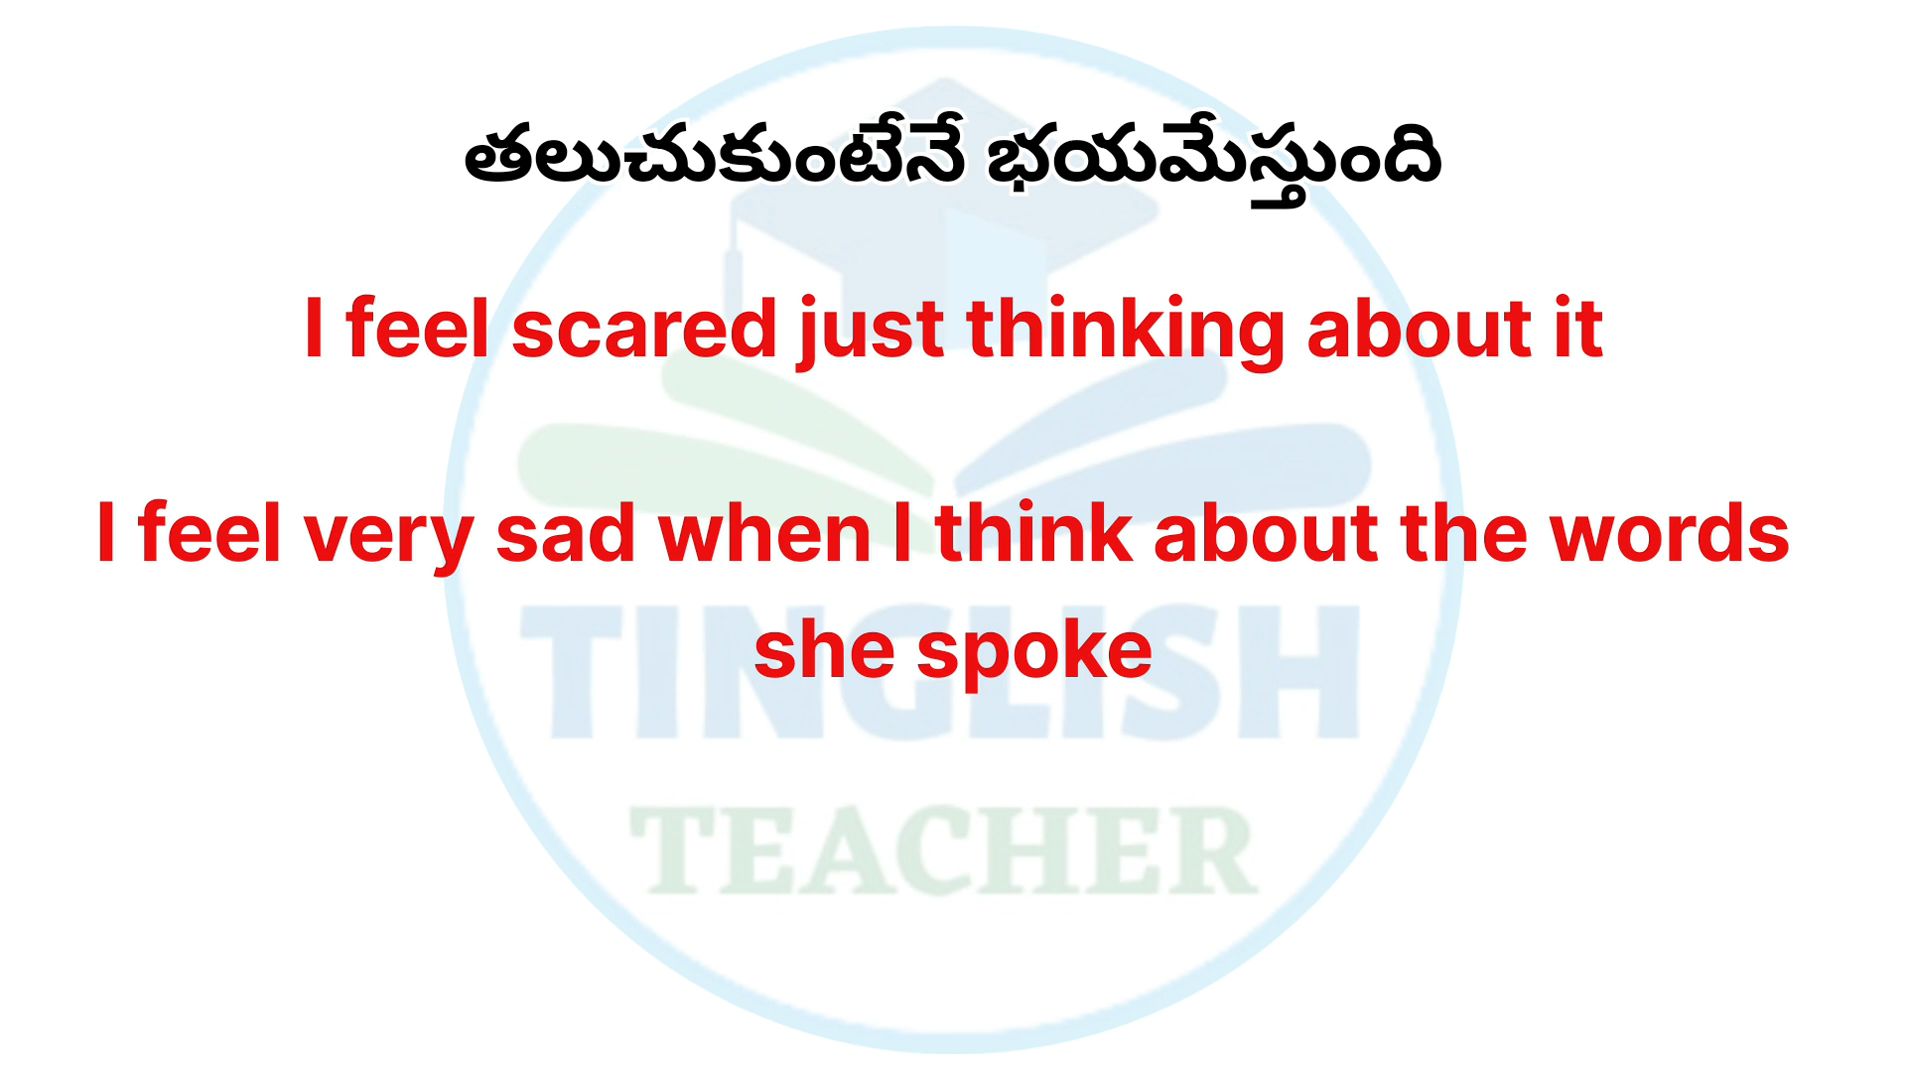 తలుచుకుంటేనే భయమేస్తుంది
I feel scared just thinking about it
I feel very sad when I think about the words
she spoke
TINGLISH
TEACHER